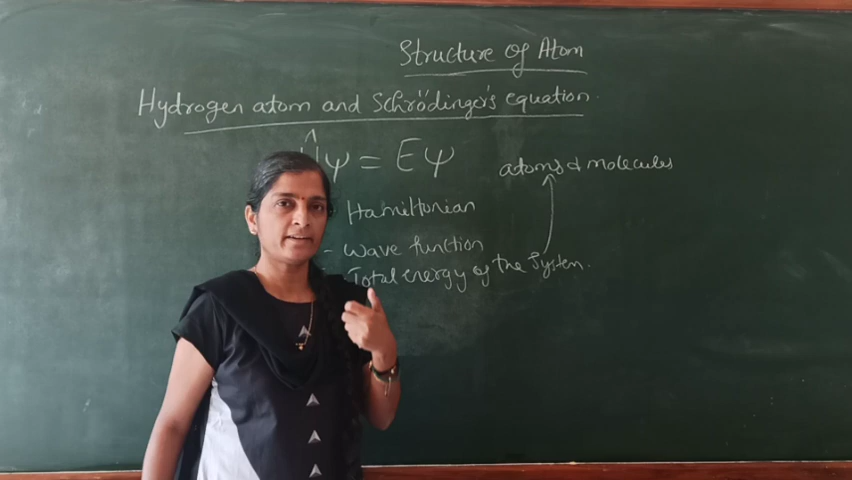 Structure of Atom
Hydrogen atom and Schrödinger's equation.
Ĥψ = Eψ
atoms & molecules
- Hamiltonian
- Wave function
Total energy of the System.